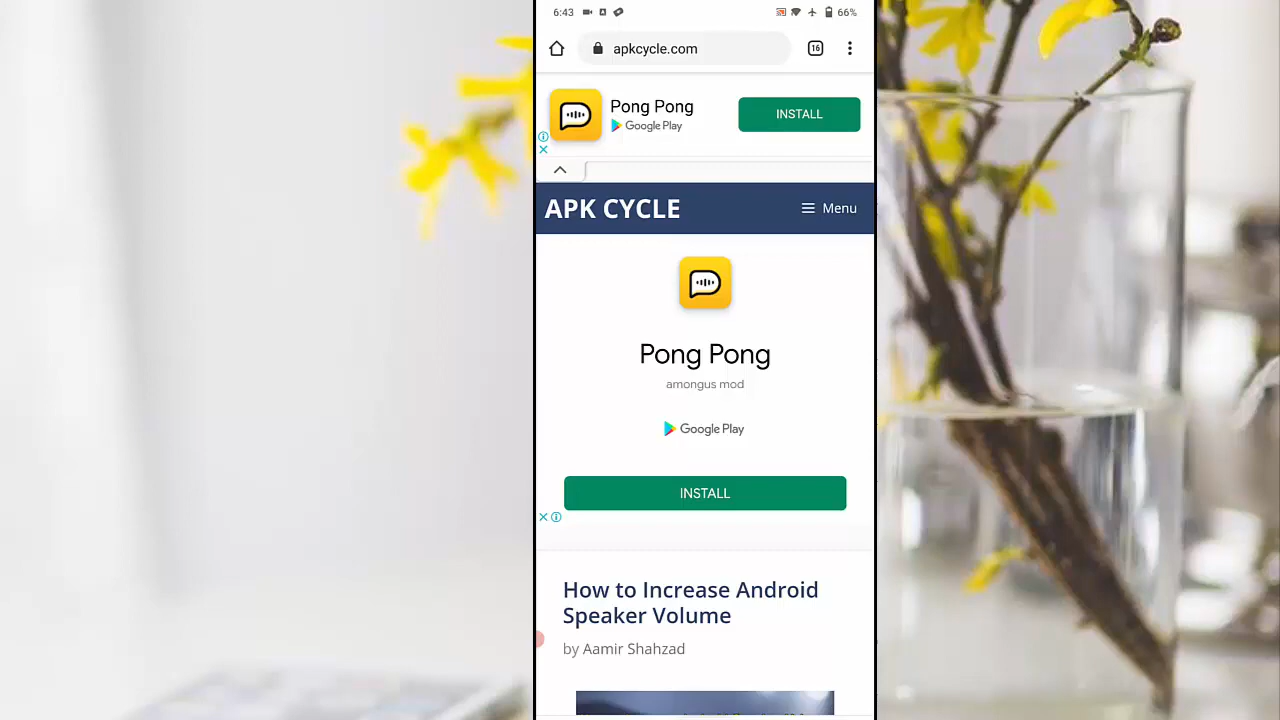 6:43
66%
apkcycle.com
16
Pong Pong
Google Play
INSTALL
APK CYCLE
Menu
Pong Pong
amongus mod
Google Play
INSTALL
How to Increase Android
Speaker Volume
by Aamir Shahzad